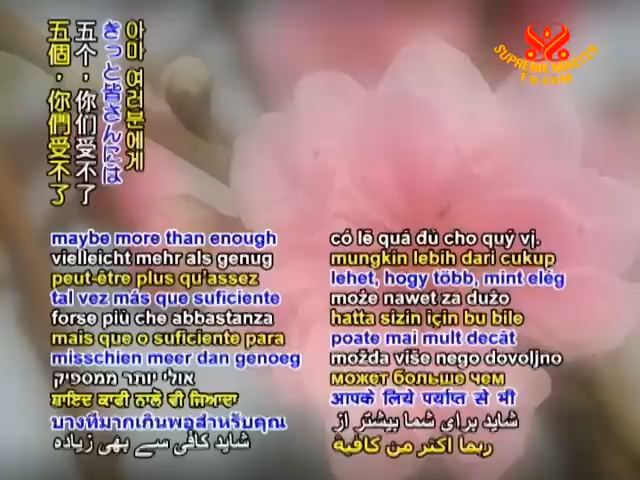 五個，你們受不了
五个，你们受不了
きっと皆さんには
아마 여러분에게
SUPREME MASTER
TV.COM
maybe more than enough
vielleicht mehr als genug
peut-être plus qu'assez
tal vez más que suficiente
forse più che abbastanza
mais que o suficiente para
misschien meer dan genoeg
אולי יותר ממספיק
ਸ਼ਾਇਦ ਕਾਫੀ ਨਾਲੋਂ ਵੀ ਜਿਆਦਾ
บางทีมากเกินพอสำหรับคุณ
شاید کافی سے بھی زیادہ
có lẽ quá đủ cho quý vị.
mungkin lebih dari cukup
lehet, hogy több, mint elég
może nawet za dużo
hatta sizin için bu bile
poate mai mult decât
možda više nego dovoljno
может больше чем
आपके लिये पर्याप्त से भी
شاید برای شما بیشتر از
ربما أكثر من كافية